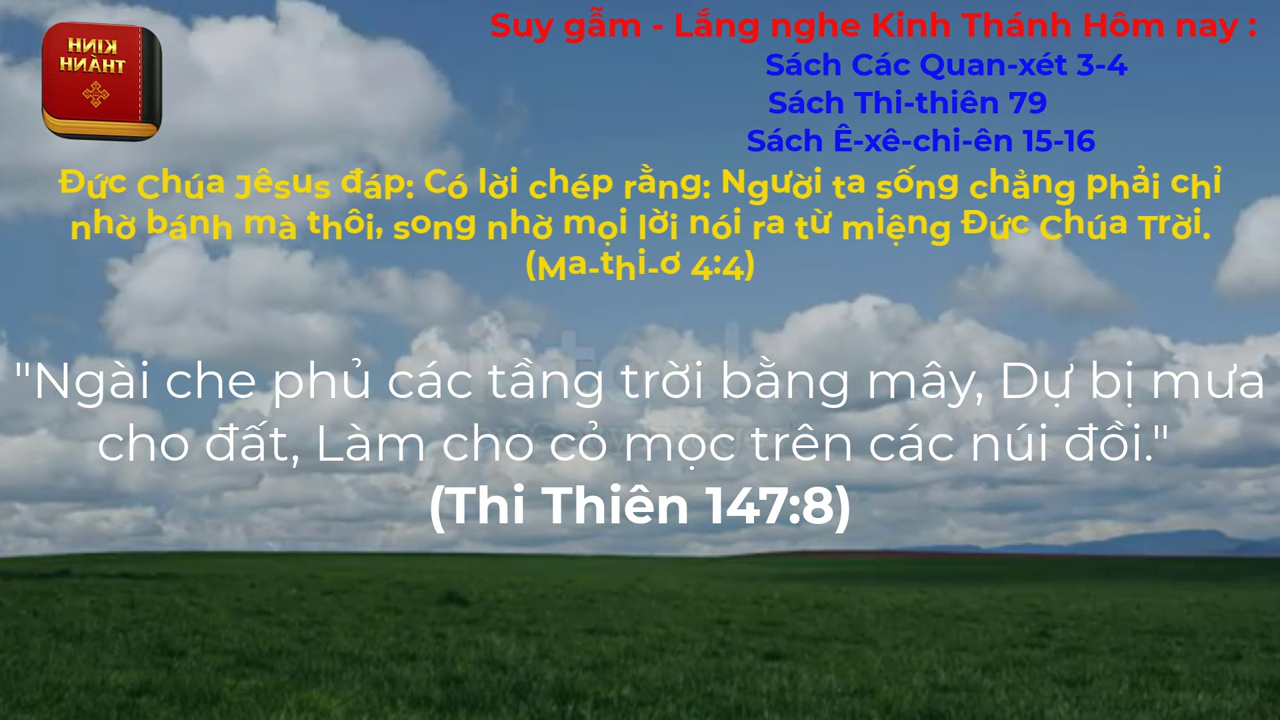 KINH
THÁNH
Suy gẫm - Lắng nghe Kinh Thánh Hôm nay :
Sách Các Quan-xét 3-4
Sách Thi-thiên 79
Sách Ê-xê-chi-ên 15-16
Đức Chúa Jêsus đáp: Có lời chép rằng: Người ta sống chẳng phải chỉ
nhờ bánh mà thôi, song nhờ mọi lời nói ra từ miệng Đức Chúa Trời.
(Ma-thi-ơ 4:4)
"Ngài che phủ các tầng trời bằng mây, Dự bị mưa
cho đất, Làm cho cỏ mọc trên các núi đồi."
(Thi Thiên 147:8)